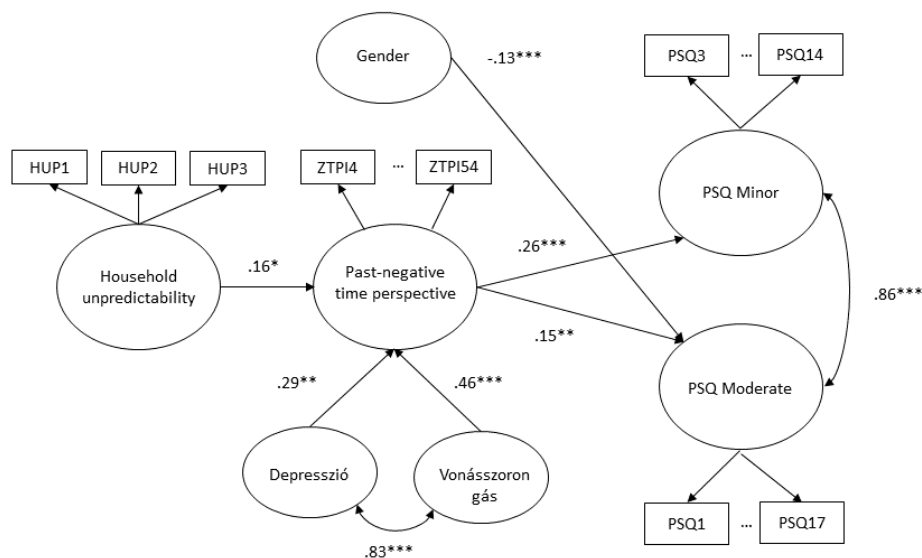 Gender
-.13***
PSQ3
...
PSQ14
HUP1
HUP2
HUP3
ZTPI4
...
ZTPI54
PSQ Minor
Household
unpredictability
.16*
Past-negative
time perspective
.26***
.15**
.86***
PSQ Moderate
.29**
.46***
Depresszió
Vonásszoron
gás
.83***
PSQ1
...
PSQ17